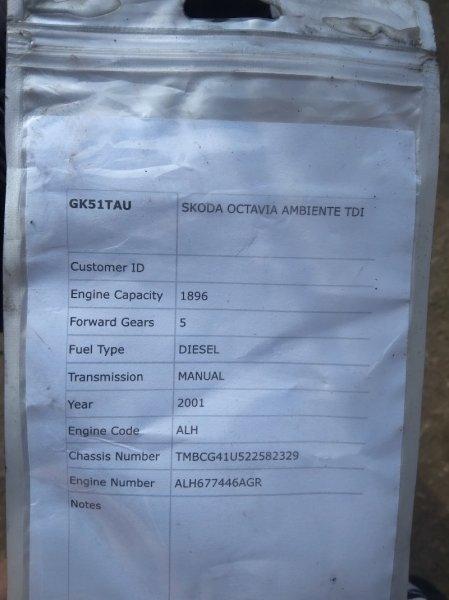 GK51TAU SKODA OCTAVIA AMBIENTE TDI
Customer ID
Engine Capacity 1896
Forward Gears 5
Fuel Type DIESEL
Transmission MANUAL
Year 2001
Engine Code ALH
Chassis Number TMBCG41U522582329
Engine Number ALH677446AGR
Notes